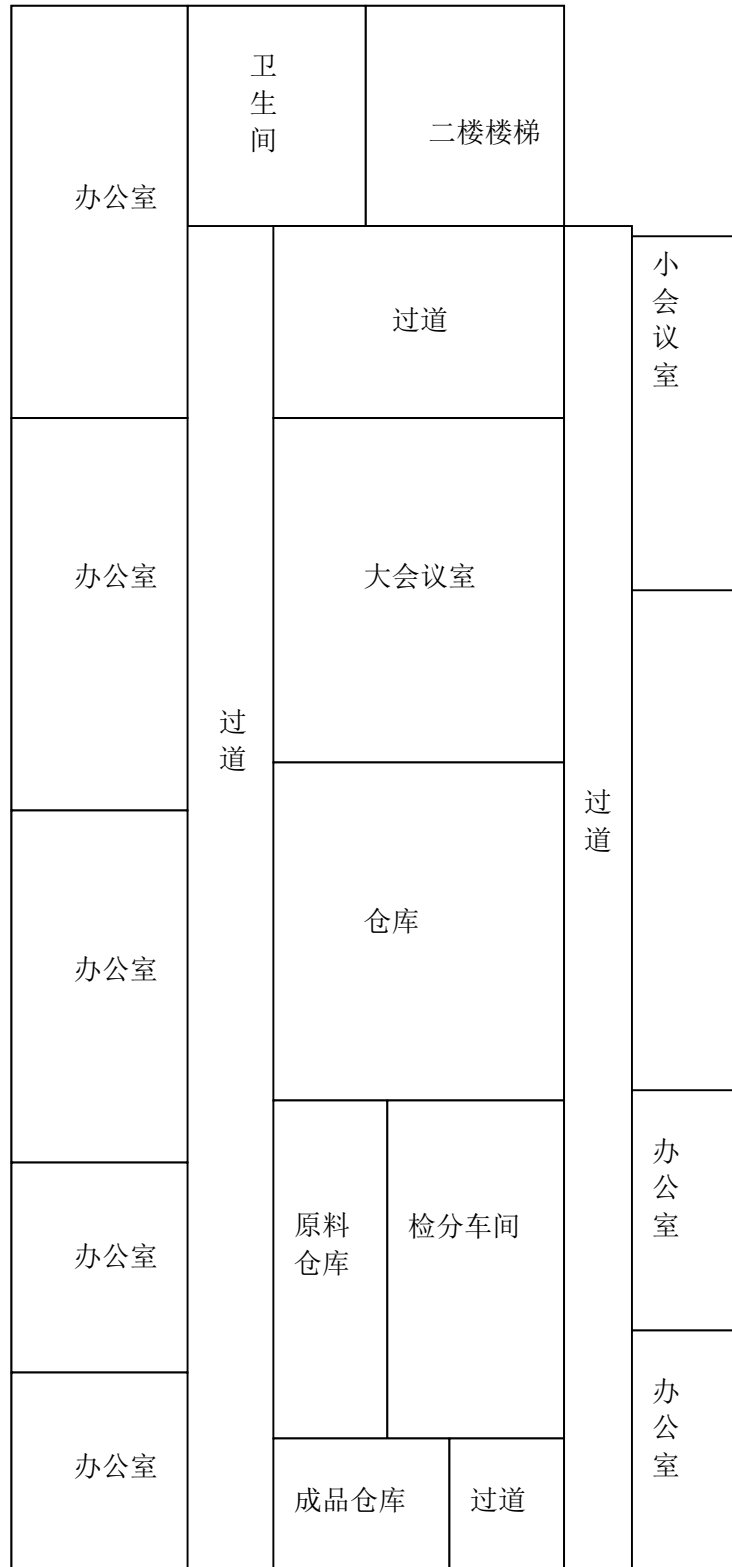 卫生间
二楼楼梯
办公室
小会议室
过道
办公室
大会议室
过道
过道
仓库
办公室
办公室
原料
仓库
检分车间
办公室
办公室
办公室
成品仓库
过道